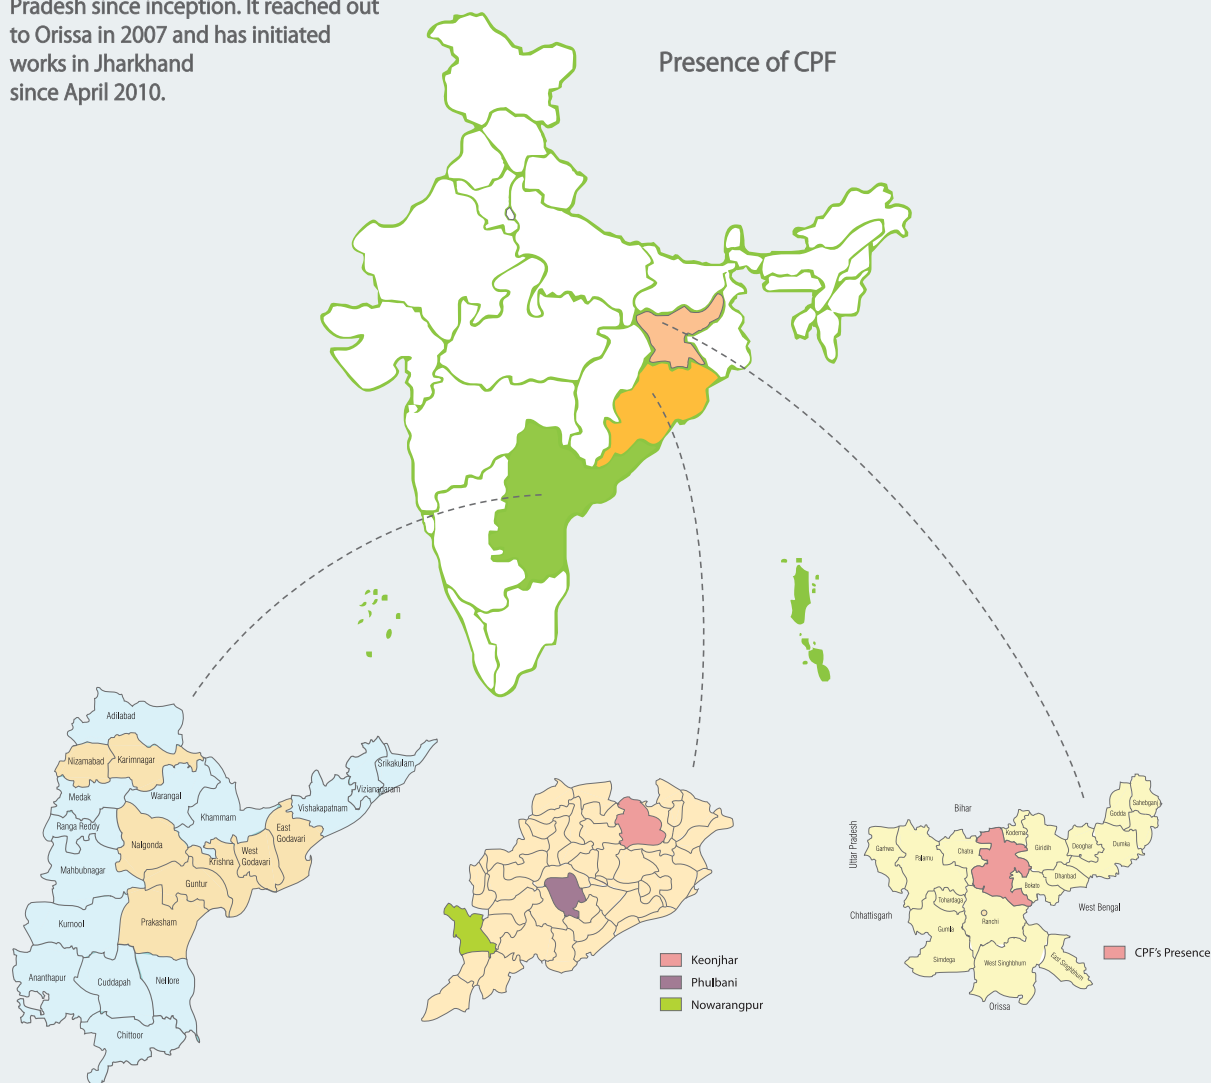 Pradesh since inception. It reached out
to Orissa in 2007 and has initiated
works in Jharkhand
since April 2010.
Presence of CPF
Adilabad
Nizamabad
Karimnagar
Medak
Warangal
Khammam
Ranga Reddy
Nalgonda
Mahbubnagar
Krishna
West
Godavari
East
Godavari
Vishakapatnam
Vizianagaram
Srikakulam
Guntur
Prakasham
Kurnool
Ananthapur
Cuddapah
Nellore
Chittoor
Keonjhar
Phulbani
Nowarangpur
Bihar
Uttar Pradesh
Chhattisgarh
West Bengal
Orissa
Garhwa
Palamu
Chatra
Koderma
Giridih
Deoghar
Godda
Sahebganj
Dumka
Dhanbad
Bokaro
Tohardaga
Ranchi
Gumla
Simdega
West Singhbhum
East Singhbhum
CPF's Presence